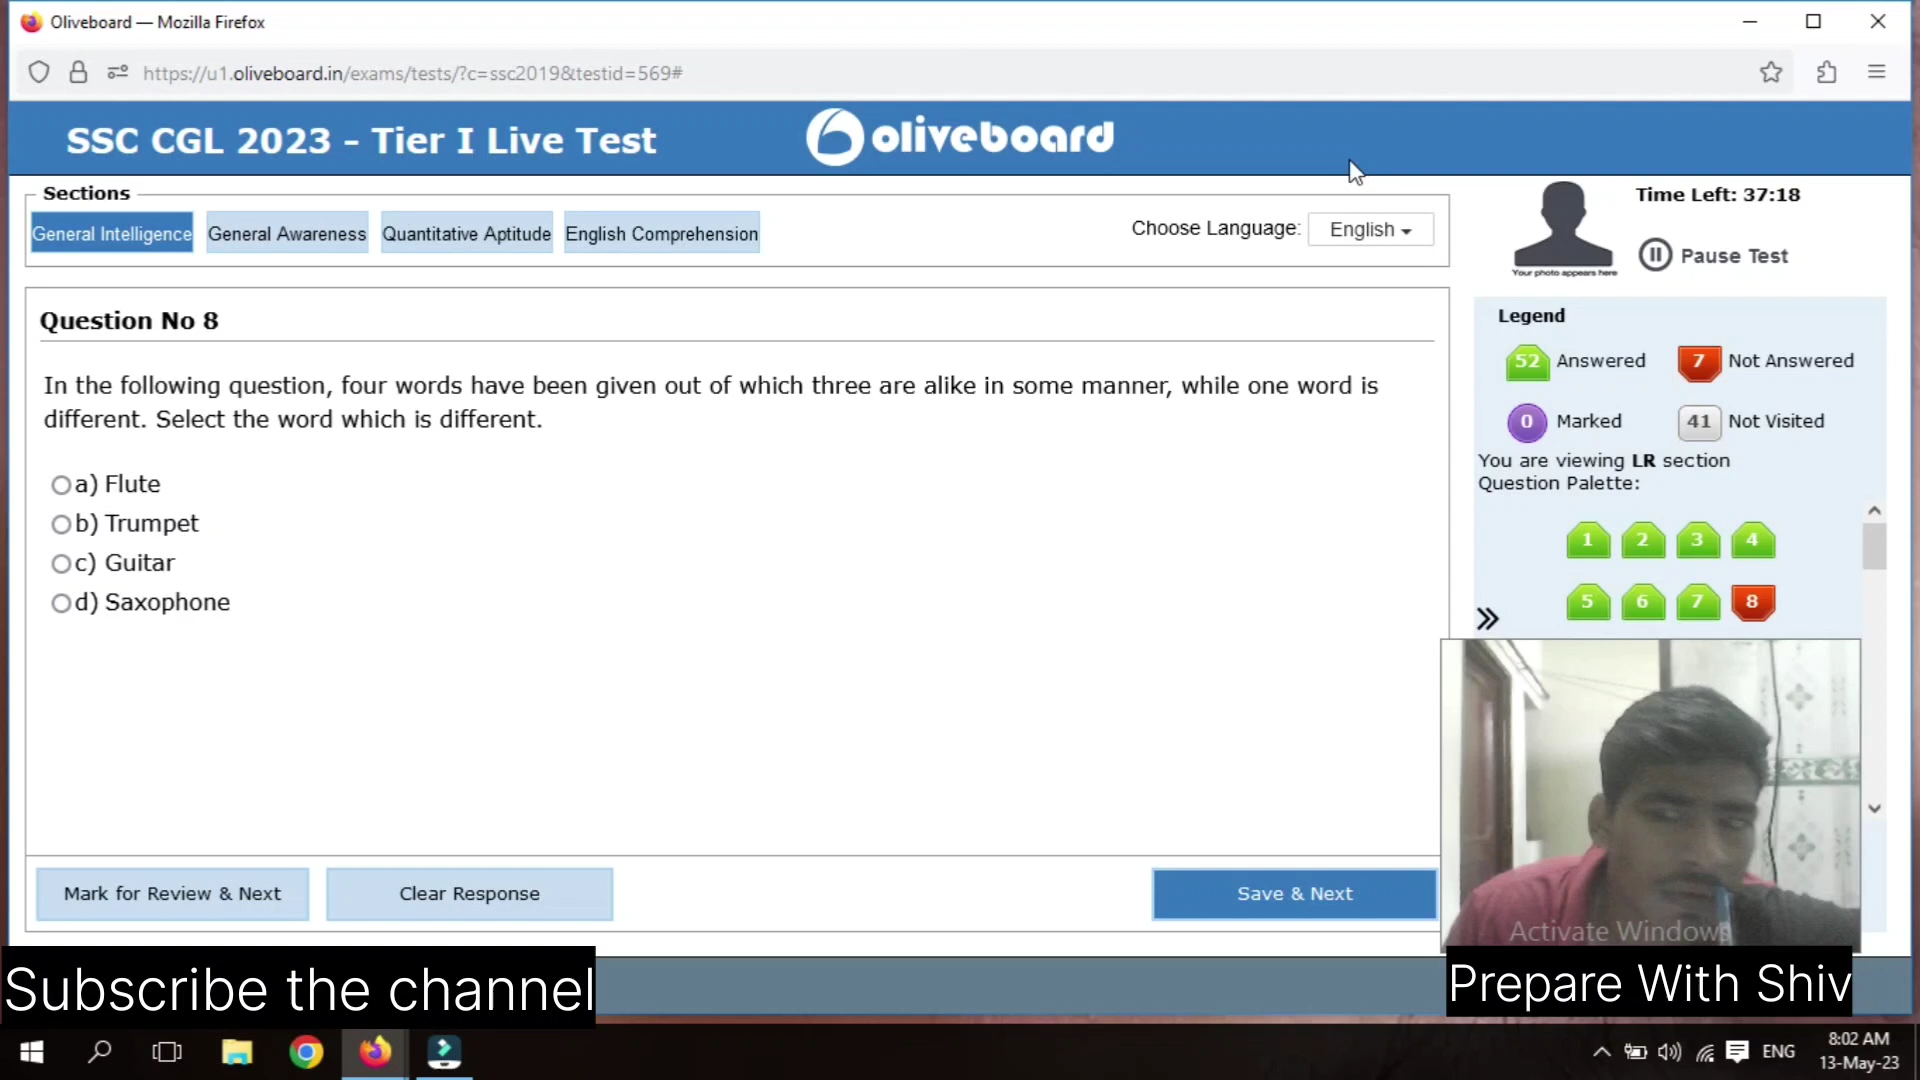 Oliveboard — Mozilla Firefox
https://u1.oliveboard.in/exams/tests/?c=ssc2019&testid=569#
SSC CGL 2023 - Tier I Live Test
oliveboard
Sections
General Intelligence
General Awareness
Quantitative Aptitude
English Comprehension
Choose Language:
English
Your photo appears here
Time Left: 37:18
Pause Test
Question No 8
In the following question, four words have been given out of which three are alike in some manner, while one word is
different. Select the word which is different.
a) Flute
b) Trumpet
c) Guitar
d) Saxophone
Legend
52 Answered
7 Not Answered
0 Marked
41 Not Visited
You are viewing LR section
Question Palette:
1 2 3 4
5 6 7 8
Mark for Review & Next
Clear Response
Save & Next
Activate Windows
Subscribe the channel
Prepare With Shiv
ENG
8:02 AM
13-May-23